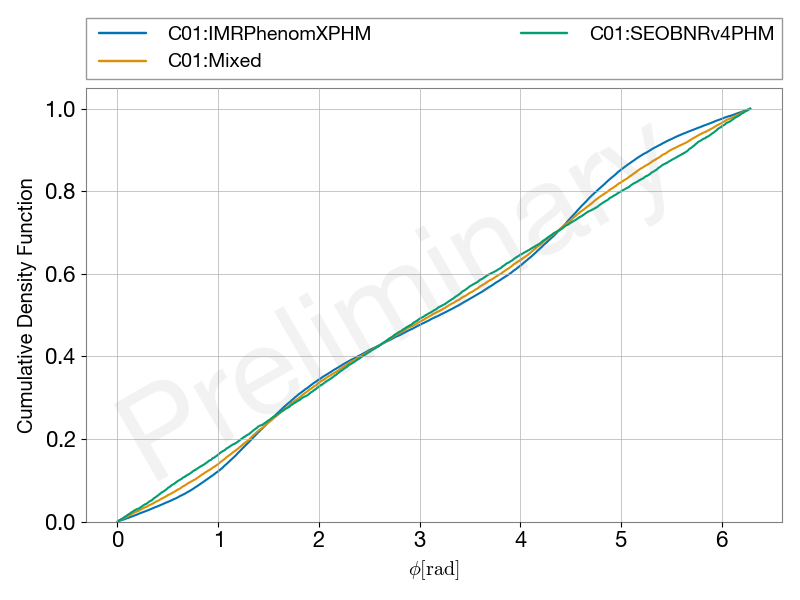 C01:IMRPhenomXPHM
C01:Mixed
C01:SEOBNRv4PHM
Preliminary
Cumulative Density Function
1.0
0.8
0.6
0.4
0.2
0.0
0 1 2 3 4 5 6
ϕ[rad]